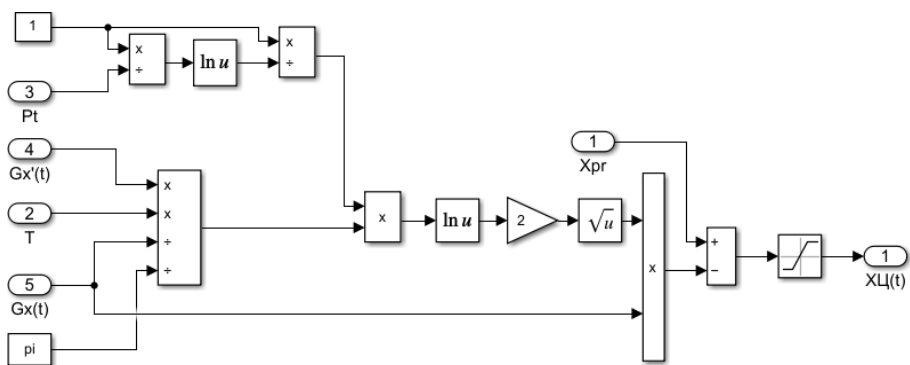 1
x
÷
ln u
x
÷
3
Pt
4
Gx'(t)
x
2
T
x
÷
÷
5
Gx(t)
pi
x
ln u
2
√u
x
1
Xpr
+
−
1
XЦ(t)